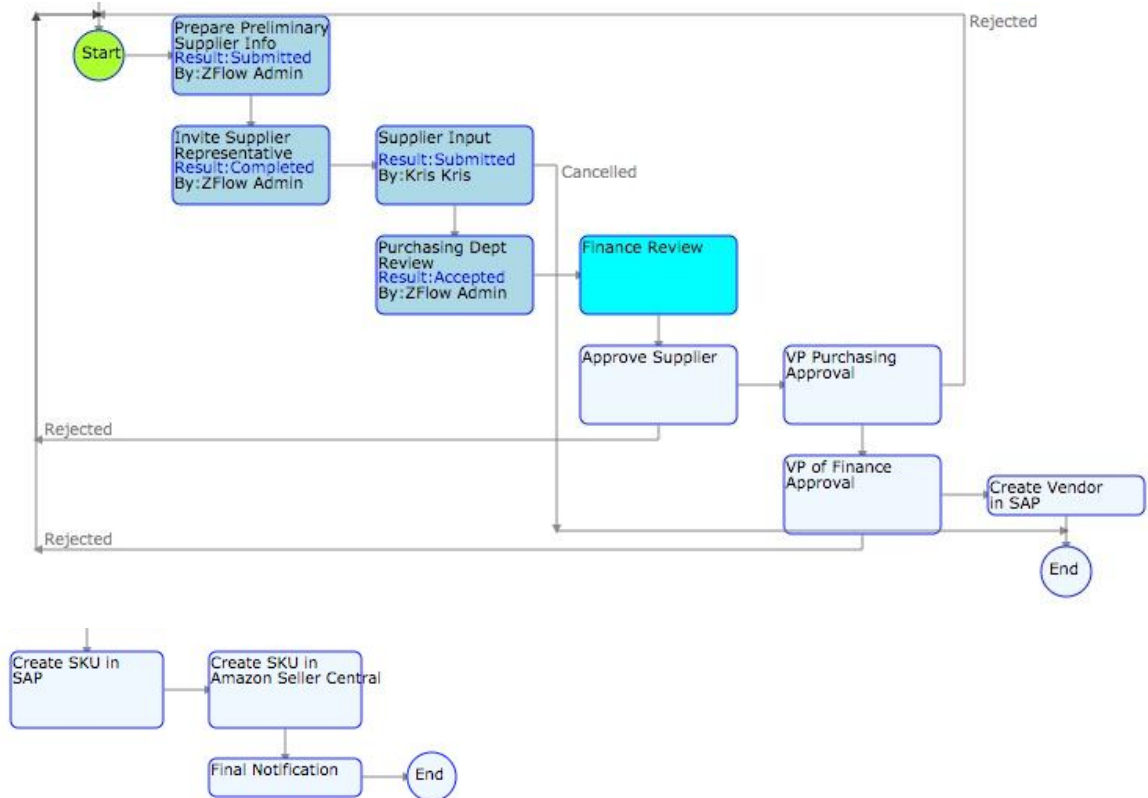 Rejected
Start
Prepare Preliminary
Supplier Info
Result:Submitted
By:ZFlow Admin
Invite Supplier
Representative
Result:Completed
By:ZFlow Admin
Supplier Input
Result:Submitted
By:Kris Kris
Cancelled
Purchasing Dept
Review
Result:Accepted
By:ZFlow Admin
Finance Review
Approve Supplier
VP Purchasing
Approval
Rejected
VP of Finance
Approval
Create Vendor
in SAP
Rejected
End
Create SKU in
SAP
Create SKU in
Amazon Seller Central
Final Notification
End